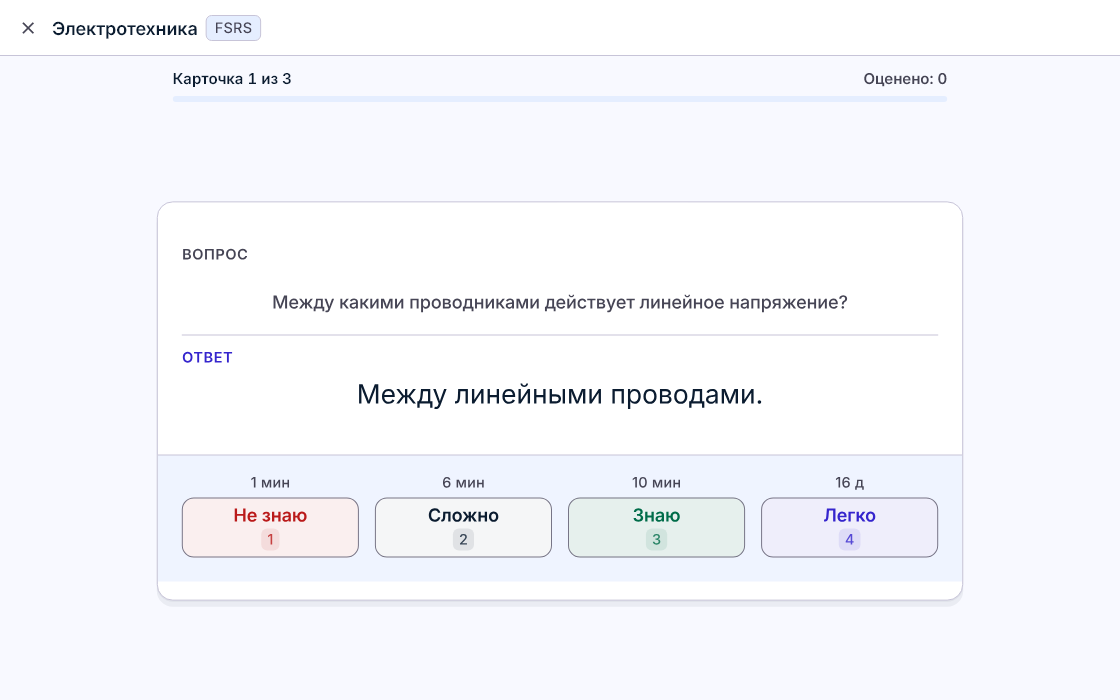 Электротехника FSRS
Карточка 1 из 3
Оценено: 0
ВОПРОС
Между какими проводниками действует линейное напряжение?
ОТВЕТ
Между линейными проводами.
1 мин
Не знаю
1
6 мин
Сложно
2
10 мин
Знаю
3
16 д
Легко
4